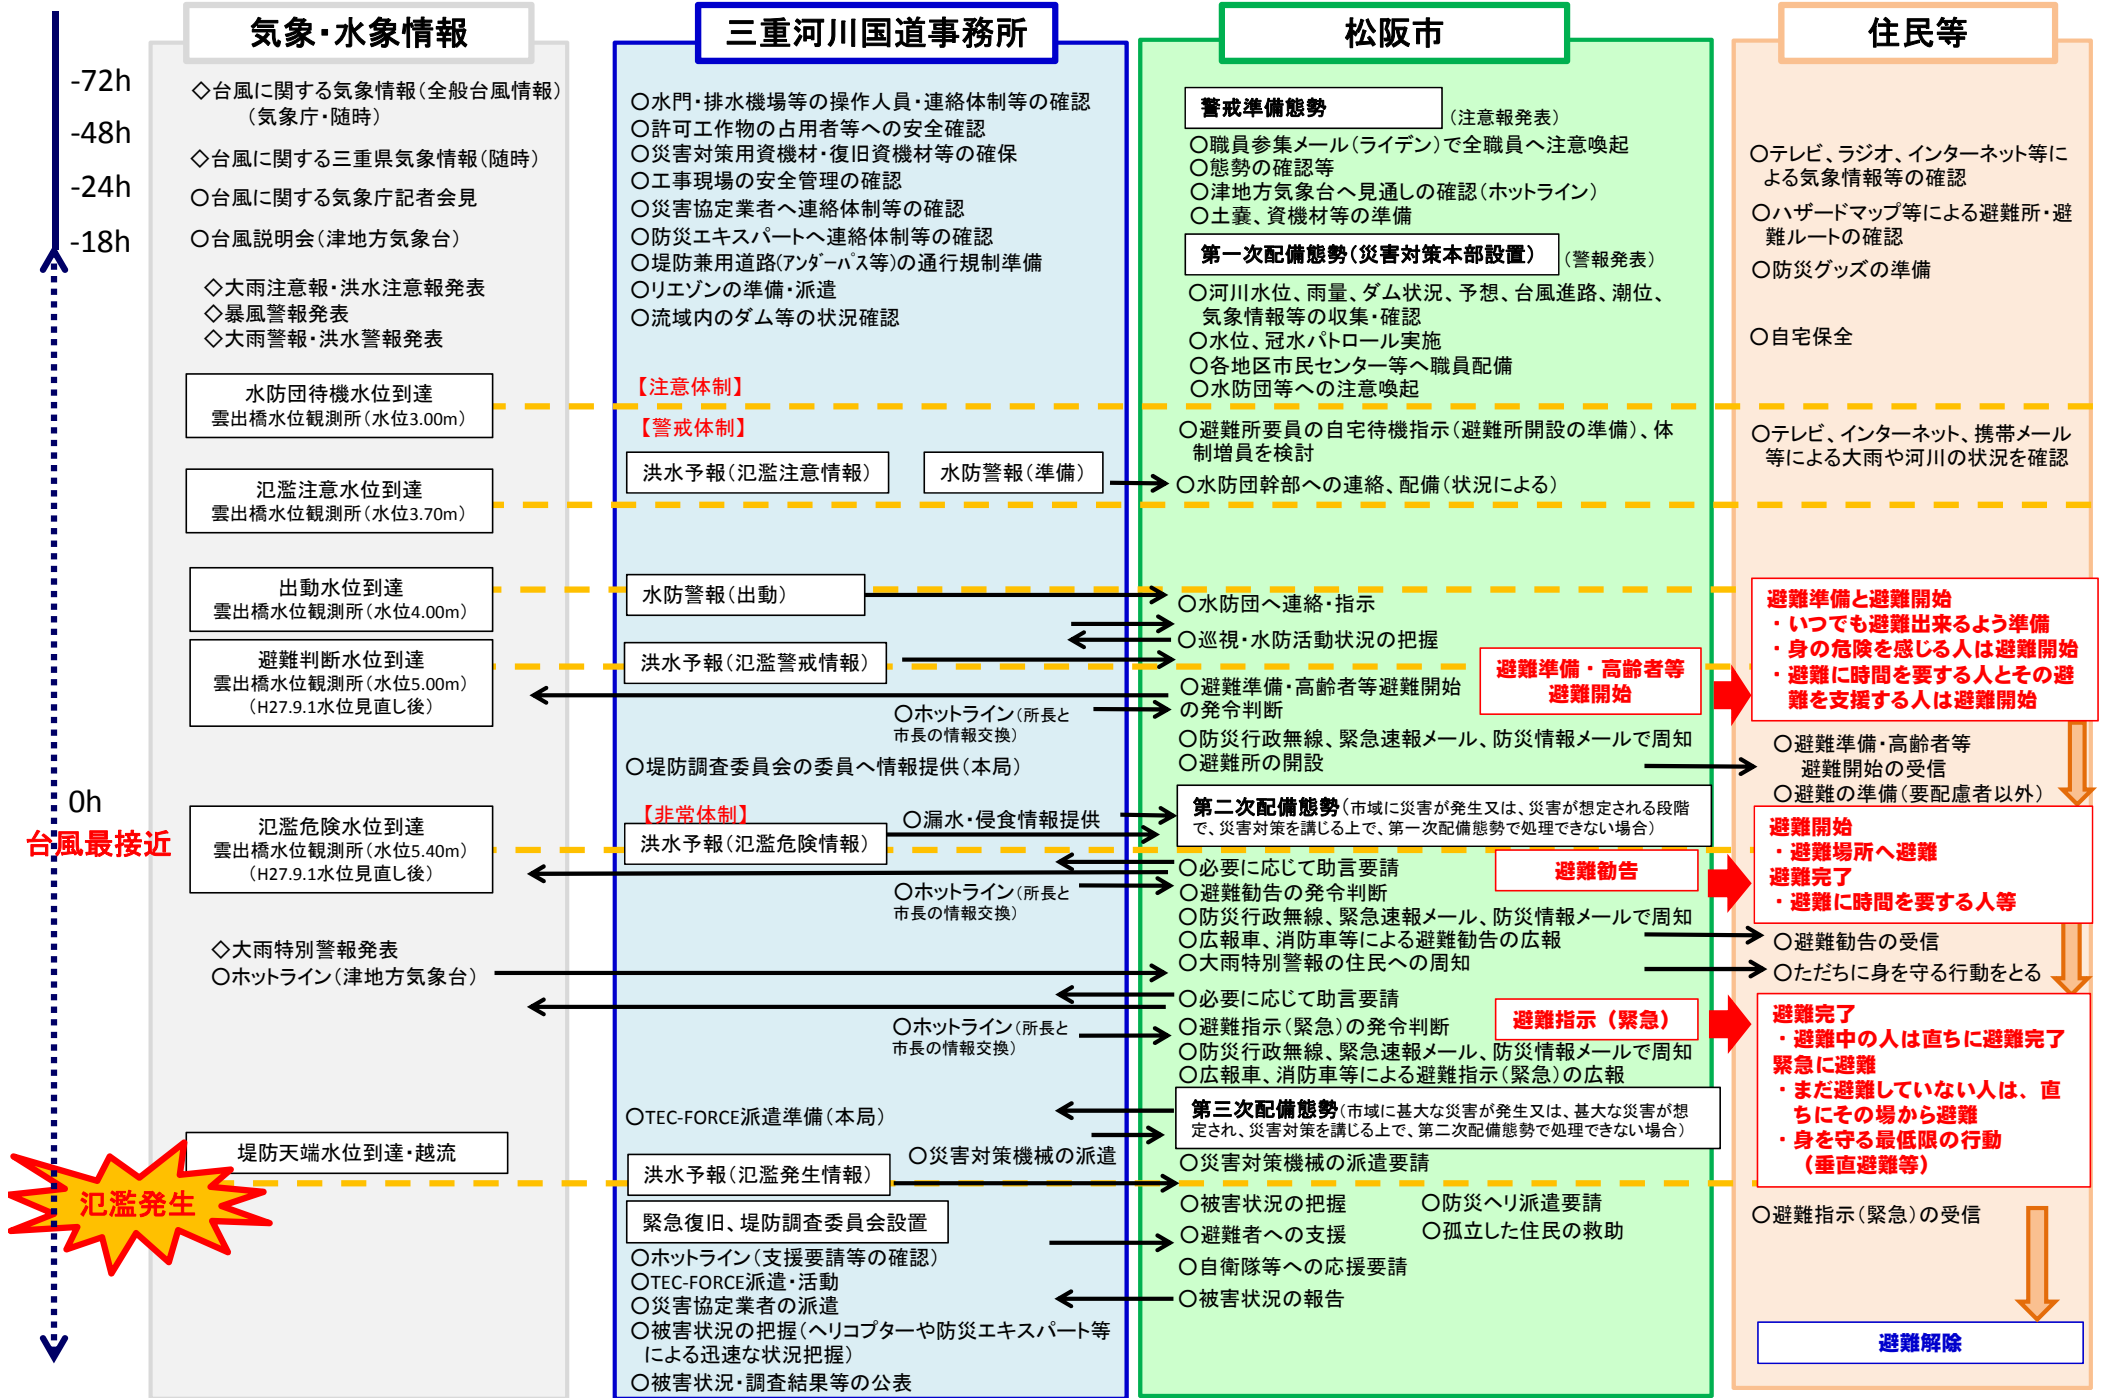 気象・水象情報
三重河川国道事務所
松阪市
住民等
-72h
-48h
-24h
-18h
0h
台風最接近
氾濫発生
◇台風に関する気象情報(全般台風情報)
(気象庁・随時)
◇台風に関する三重県気象情報(随時)
○台風に関する気象庁記者会見
○台風説明会(津地方気象台)
◇大雨注意報・洪水注意報発表
◇暴風警報発表
◇大雨警報・洪水警報発表
水防団待機水位到達
雲出橋水位観測所(水位3.00m)
氾濫注意水位到達
雲出橋水位観測所(水位3.70m)
出動水位到達
雲出橋水位観測所(水位4.00m)
避難判断水位到達
雲出橋水位観測所(水位5.00m)
(H27.9.1水位見直し後)
氾濫危険水位到達
雲出橋水位観測所(水位5.40m)
(H27.9.1水位見直し後)
◇大雨特別警報発表
○ホットライン(津地方気象台)
堤防天端水位到達・越流
○水門・排水機場等の操作人員・連絡体制等の確認
○許可工作物の占用者等への安全確認
○災害対策用資機材・復旧資機材等の確保
○工事現場の安全管理の確認
○災害協定業者へ連絡体制等の確認
○防災エキスパートへ連絡体制等の確認
○堤防兼用道路(アンダーパス等)の通行規制準備
○リエゾンの準備・派遣
○流域内のダム等の状況確認
【注意体制】
【警戒体制】
洪水予報(氾濫注意情報)
水防警報(準備)
水防警報(出動)
洪水予報(氾濫警戒情報)
○ホットライン(所長と
市長の情報交換)
○堤防調査委員会の委員へ情報提供(本局)
【非常体制】
○漏水・侵食情報提供
洪水予報(氾濫危険情報)
○ホットライン(所長と
市長の情報交換)
○ホットライン(所長と
市長の情報交換)
○TEC-FORCE派遣準備(本局)
○災害対策機械の派遣
洪水予報(氾濫発生情報)
緊急復旧、堤防調査委員会設置
○ホットライン(支援要請等の確認)
○TEC-FORCE派遣・活動
○災害協定業者の派遣
○被害状況の把握(ヘリコプターや防災エキスパート等
による迅速な状況把握)
○被害状況・調査結果等の公表
警戒準備態勢
(注意報発表)
○職員参集メール(ライデン)で全職員へ注意喚起
○態勢の確認等
○津地方気象台へ見通しの確認(ホットライン)
○土嚢、資機材等の準備
第一次配備態勢(災害対策本部設置)
(警報発表)
○河川水位、雨量、ダム状況、予想、台風進路、潮位、
気象情報等の収集・確認
○水位、冠水パトロール実施
○各地区市民センター等へ職員配備
○水防団等への注意喚起
○避難所要員の自宅待機指示(避難所開設の準備)、体
制増員を検討
○水防団幹部への連絡、配備(状況による)
○水防団へ連絡・指示
○巡視・水防活動状況の把握
避難準備・高齢者等
避難開始
○避難準備・高齢者等避難開始
の発令判断
○防災行政無線、緊急速報メール、防災情報メールで周知
○避難所の開設
第二次配備態勢(市域に災害が発生又は、災害が想定される段階
で、災害対策を講じる上で、第一次配備態勢で処理できない場合)
○必要に応じて助言要請
避難勧告
○避難勧告の発令判断
○防災行政無線、緊急速報メール、防災情報メールで周知
○広報車、消防車等による避難勧告の広報
○大雨特別警報の住民への周知
○必要に応じて助言要請
避難指示(緊急)
○避難指示(緊急)の発令判断
○防災行政無線、緊急速報メール、防災情報メールで周知
○広報車、消防車等による避難指示(緊急)の広報
第三次配備態勢(市域に甚大な災害が発生又は、甚大な災害が想
定され、災害対策を講じる上で、第二次配備態勢で処理できない場合)
○災害対策機械の派遣要請
○被害状況の把握
○防災ヘリ派遣要請
○避難者への支援
○孤立した住民の救助
○自衛隊等への応援要請
○被害状況の報告
○テレビ、ラジオ、インターネット等に
よる気象情報等の確認
○ハザードマップ等による避難所・避
難ルートの確認
○防災グッズの準備
○自宅保全
○テレビ、インターネット、携帯メール
等による大雨や河川の状況を確認
避難準備と避難開始
・いつでも避難出来るよう準備
・身の危険を感じる人は避難開始
・避難に時間を要する人とその避
難を支援する人は避難開始
○避難準備・高齢者等
避難開始の受信
○避難の準備(要配慮者以外)
避難開始
・避難場所へ避難
避難完了
・避難に時間を要する人等
○避難勧告の受信
○ただちに身を守る行動をとる
避難完了
・避難中の人は直ちに避難完了
緊急に避難
・まだ避難していない人は、直
ちにその場から避難
・身を守る最低限の行動
(垂直避難等)
○避難指示(緊急)の受信
避難解除